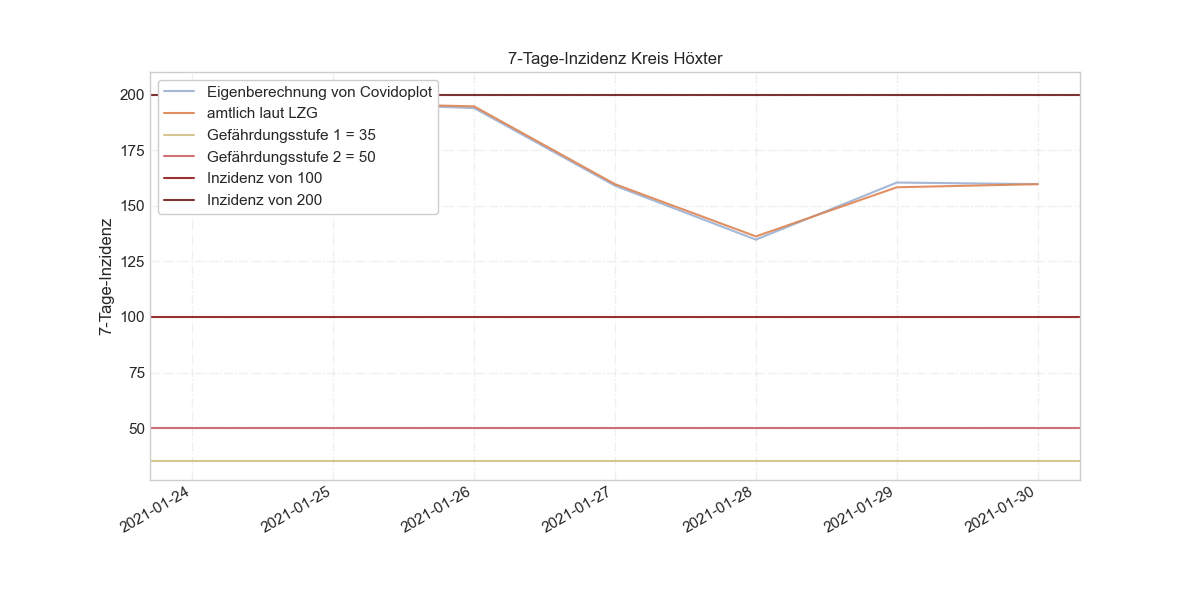 7-Tage-Inzidenz Kreis Höxter
Eigenberechnung von Covidoplot
amtlich laut LZG
Gefährdungsstufe 1 = 35
Gefährdungsstufe 2 = 50
Inzidenz von 100
Inzidenz von 200
7-Tage-Inzidenz
200
175
150
125
100
75
50
2021-01-24
2021-01-25
2021-01-26
2021-01-27
2021-01-28
2021-01-29
2021-01-30